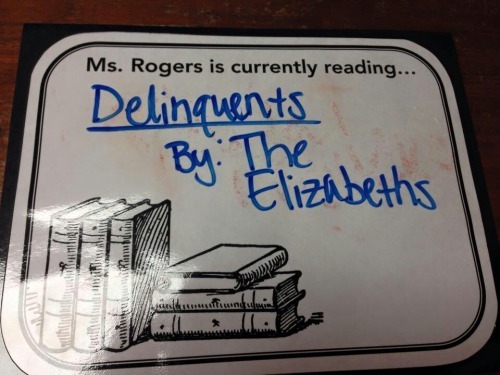 Ms. Rogers is currently reading...
Delinquents
By: The
Elizabeths